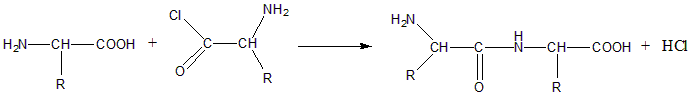 H2N—CH—COOH + Cl C O CH NH2 R ⟶ H2N CH—C—N H—CH—COOH + HCl
R R O R